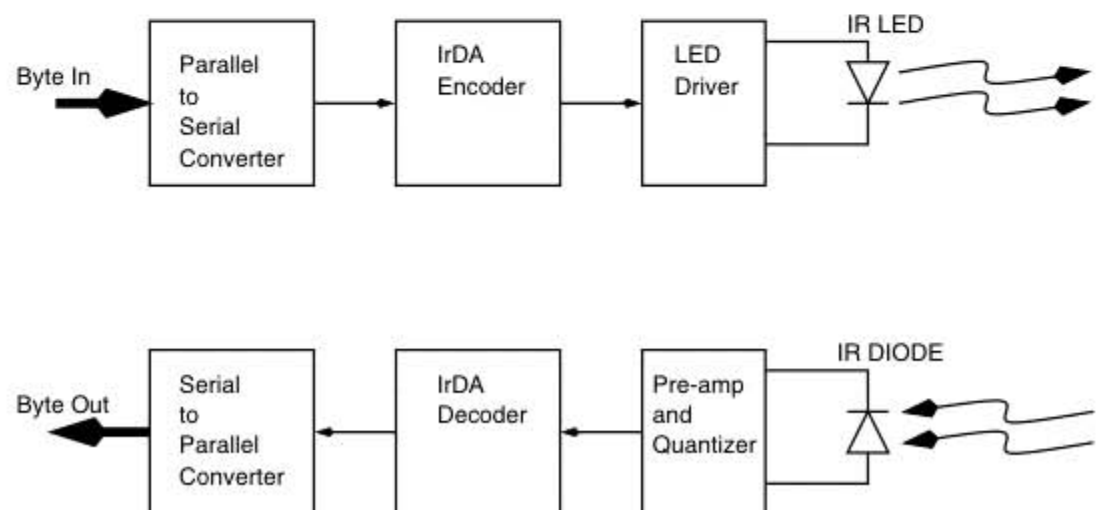 IR LED
Byte In
Parallel
to
Serial
Converter
IrDA
Encoder
LED
Driver
IR DIODE
Byte Out
Serial
to
Parallel
Converter
IrDA
Decoder
Pre-amp
and
Quantizer